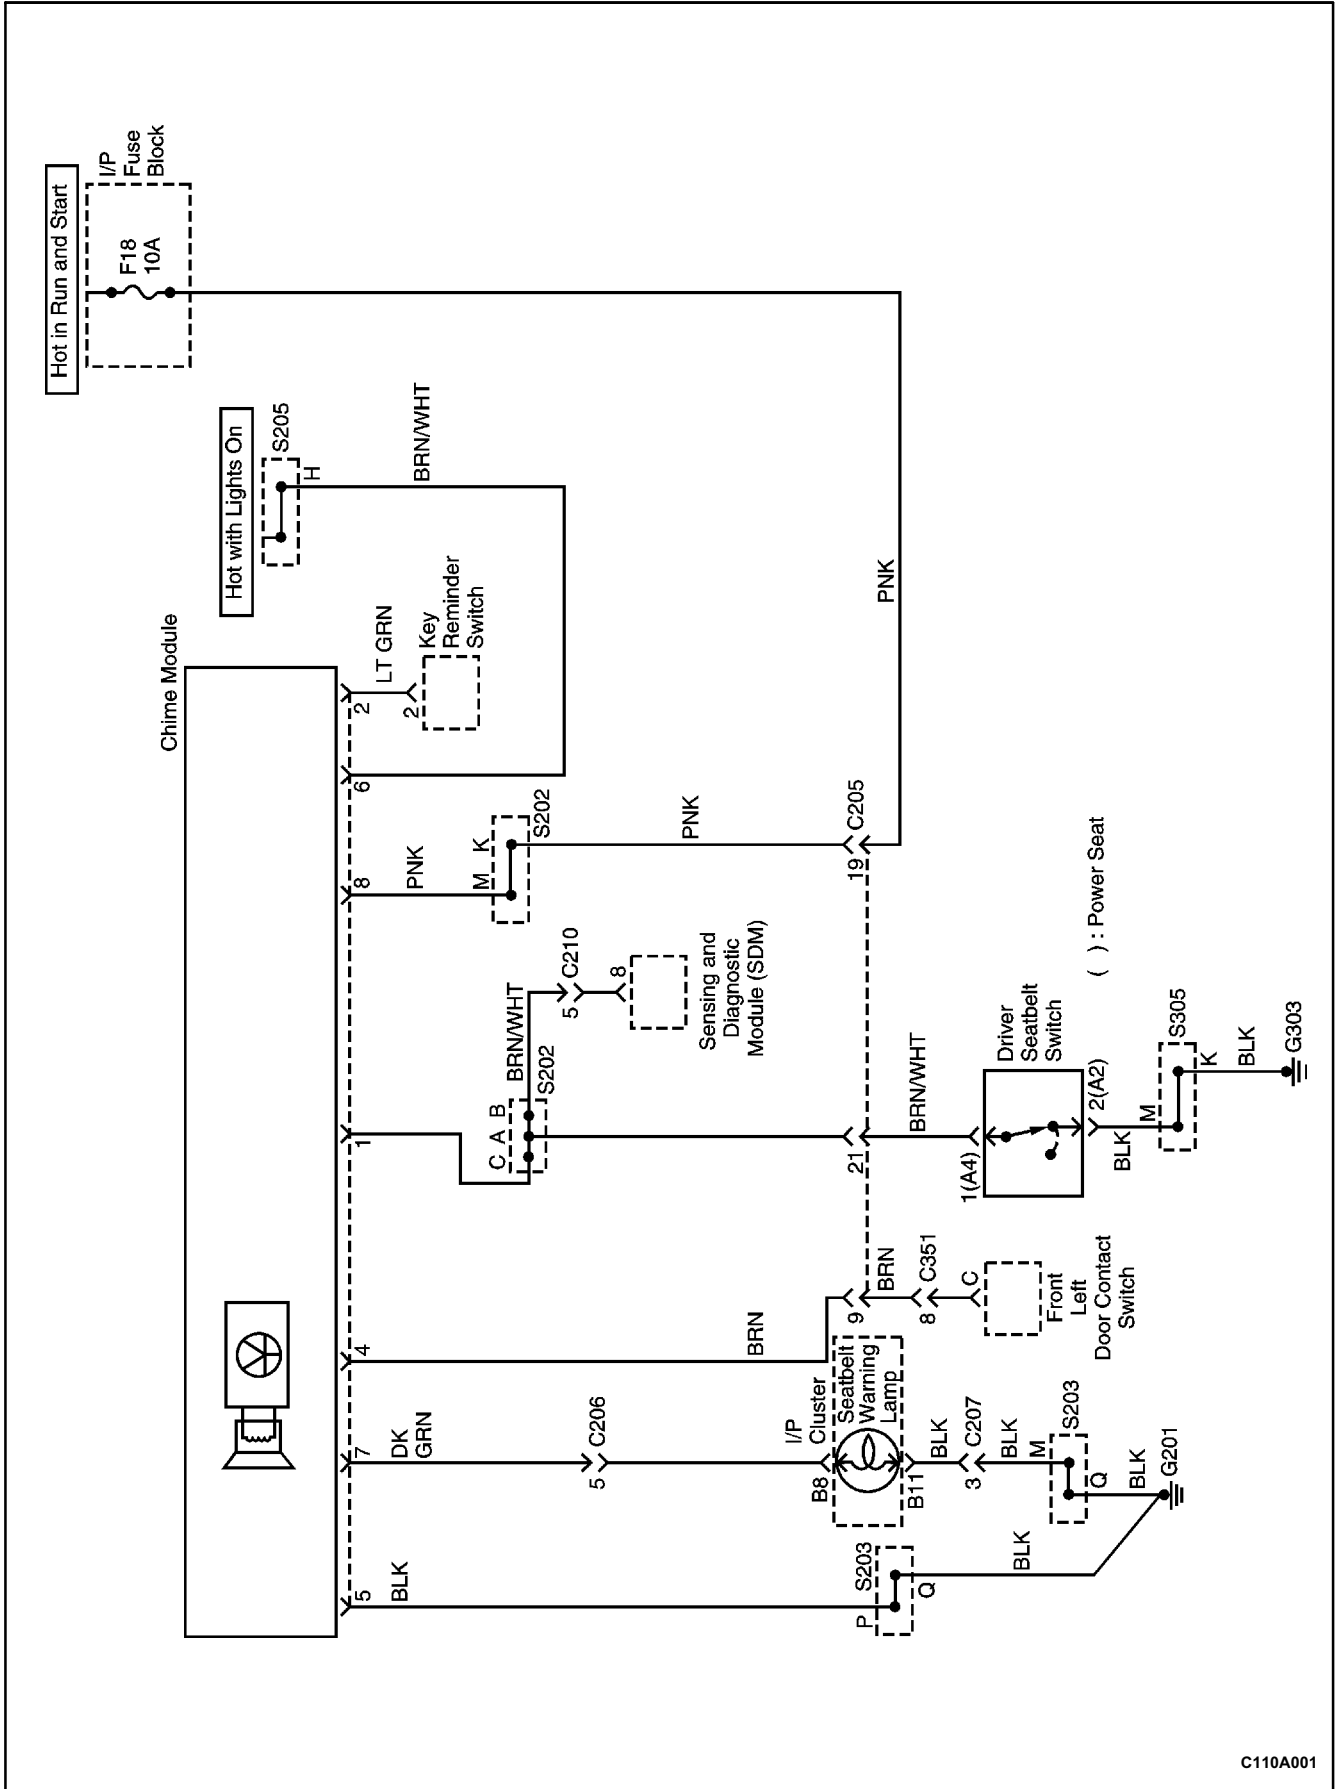 Hot in Run and Start
I/P
Fuse
Block
F18
10A
Hot with Lights On
S205
H
BRN/WHT
Chime Module
2
LT GRN
2
Key
Reminder
Switch
6
PNK
8
PNK
M K
S202
PNK
19
C205
BRN/WHT
5
C210
8
Sensing and
Diagnostic
Module (SDM)
1
C A B
S202
21
BRN/WHT
1(A4)
Driver
Seatbelt
Switch
2(A2)
BLK
M
S305
K
BLK
G303
( ) : Power Seat
4
BRN
9
BRN
8
C351
C
Front
Left
Door Contact
Switch
7
DK
GRN
5
C206
I/P
Cluster
B8
Seatbelt
Warning
Lamp
B11
BLK
3
C207
BLK
M
S203
Q
BLK
G201
5
BLK
P
S203
Q
BLK
C110A001